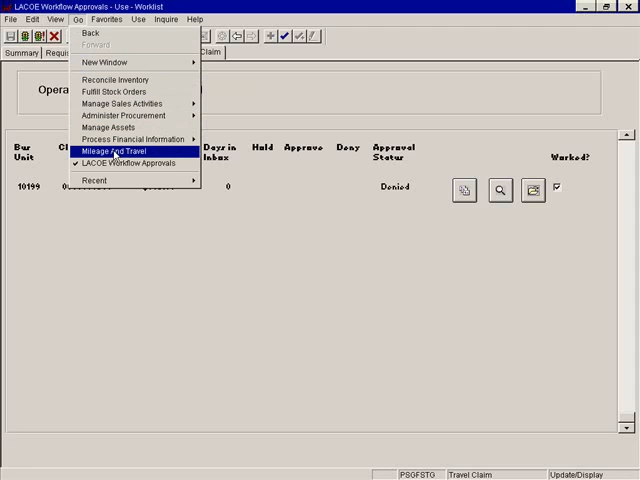 LACOE Workflow Approvals - Use - Worklist
File Edit View Go Favorites Use Inquire Help
Summary Claim
Back
Forward
New Window
Reconcile Inventory
Fulfill Stock Orders
Manage Sales Activities
Administer Procurement
Manage Assets
Process Financial Information
Mileage And Travel
LACOE Workflow Approvals
Recent
Bus Days in Hold Approve Deny Approval
Unit Inbox Status Worked?
10199 0 Denied
PSGFSTG Travel Claim Update/Display